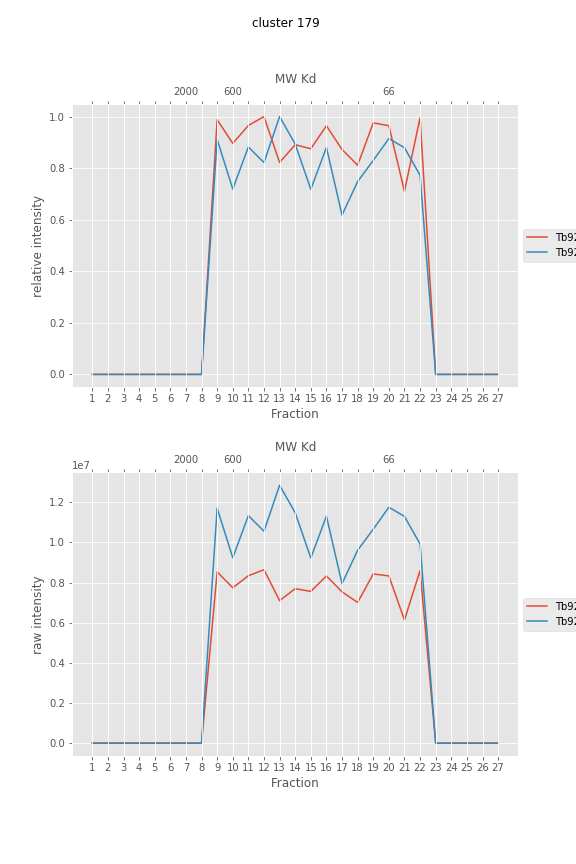 cluster 179
MW Kd
2000 600 66
1.0
0.8
0.6
0.4
0.2
0.0
relative intensity
Tb92
Tb92
1 2 3 4 5 6 7 8 9 10 11 12 13 14 15 16 17 18 19 20 21 22 23 24 25 26 27
Fraction
MW Kd
1e7 2000 600 66
1.2
1.0
0.8
0.6
0.4
0.2
0.0
raw intensity
Tb92
Tb92
1 2 3 4 5 6 7 8 9 10 11 12 13 14 15 16 17 18 19 20 21 22 23 24 25 26 27
Fraction